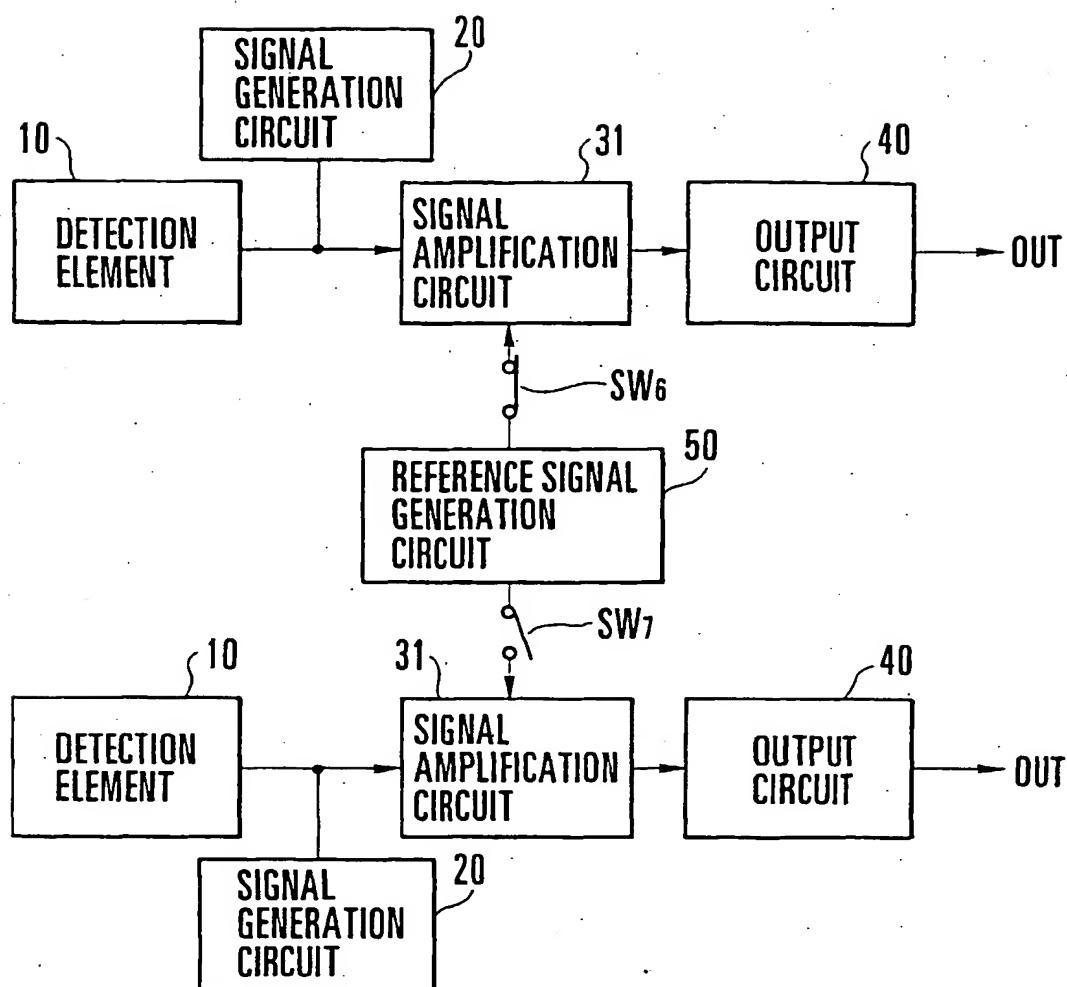 20
SIGNAL
GENERATION
CIRCUIT
10
31
40
DETECTION
ELEMENT
SIGNAL
AMPLIFICATION
CIRCUIT
OUTPUT
CIRCUIT
OUT
SW6
50
REFERENCE SIGNAL
GENERATION
CIRCUIT
SW7
10
31
40
DETECTION
ELEMENT
SIGNAL
AMPLIFICATION
CIRCUIT
OUTPUT
CIRCUIT
OUT
20
SIGNAL
GENERATION
CIRCUIT